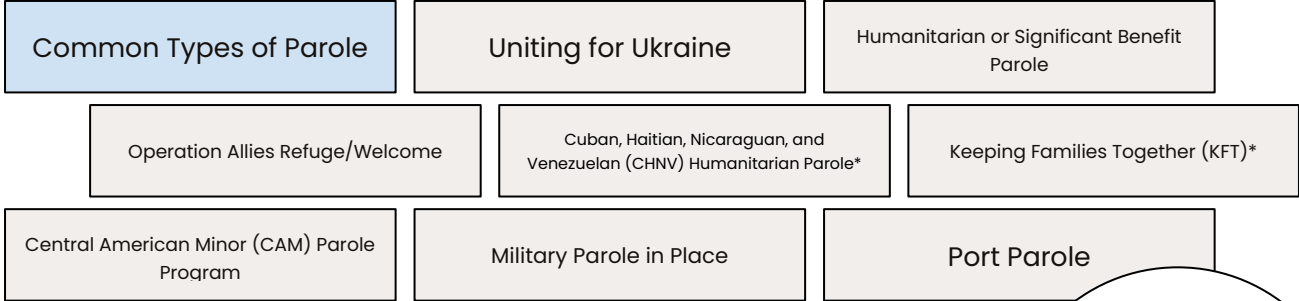 Common Types of Parole
Uniting for Ukraine
Humanitarian or Significant Benefit
Parole
Operation Allies Refuge/Welcome
Cuban, Haitian, Nicaraguan, and
Venezuelan (CHNV) Humanitarian Parole*
Keeping Families Together (KFT)*
Central American Minor (CAM) Parole
Program
Military Parole in Place
Port Parole